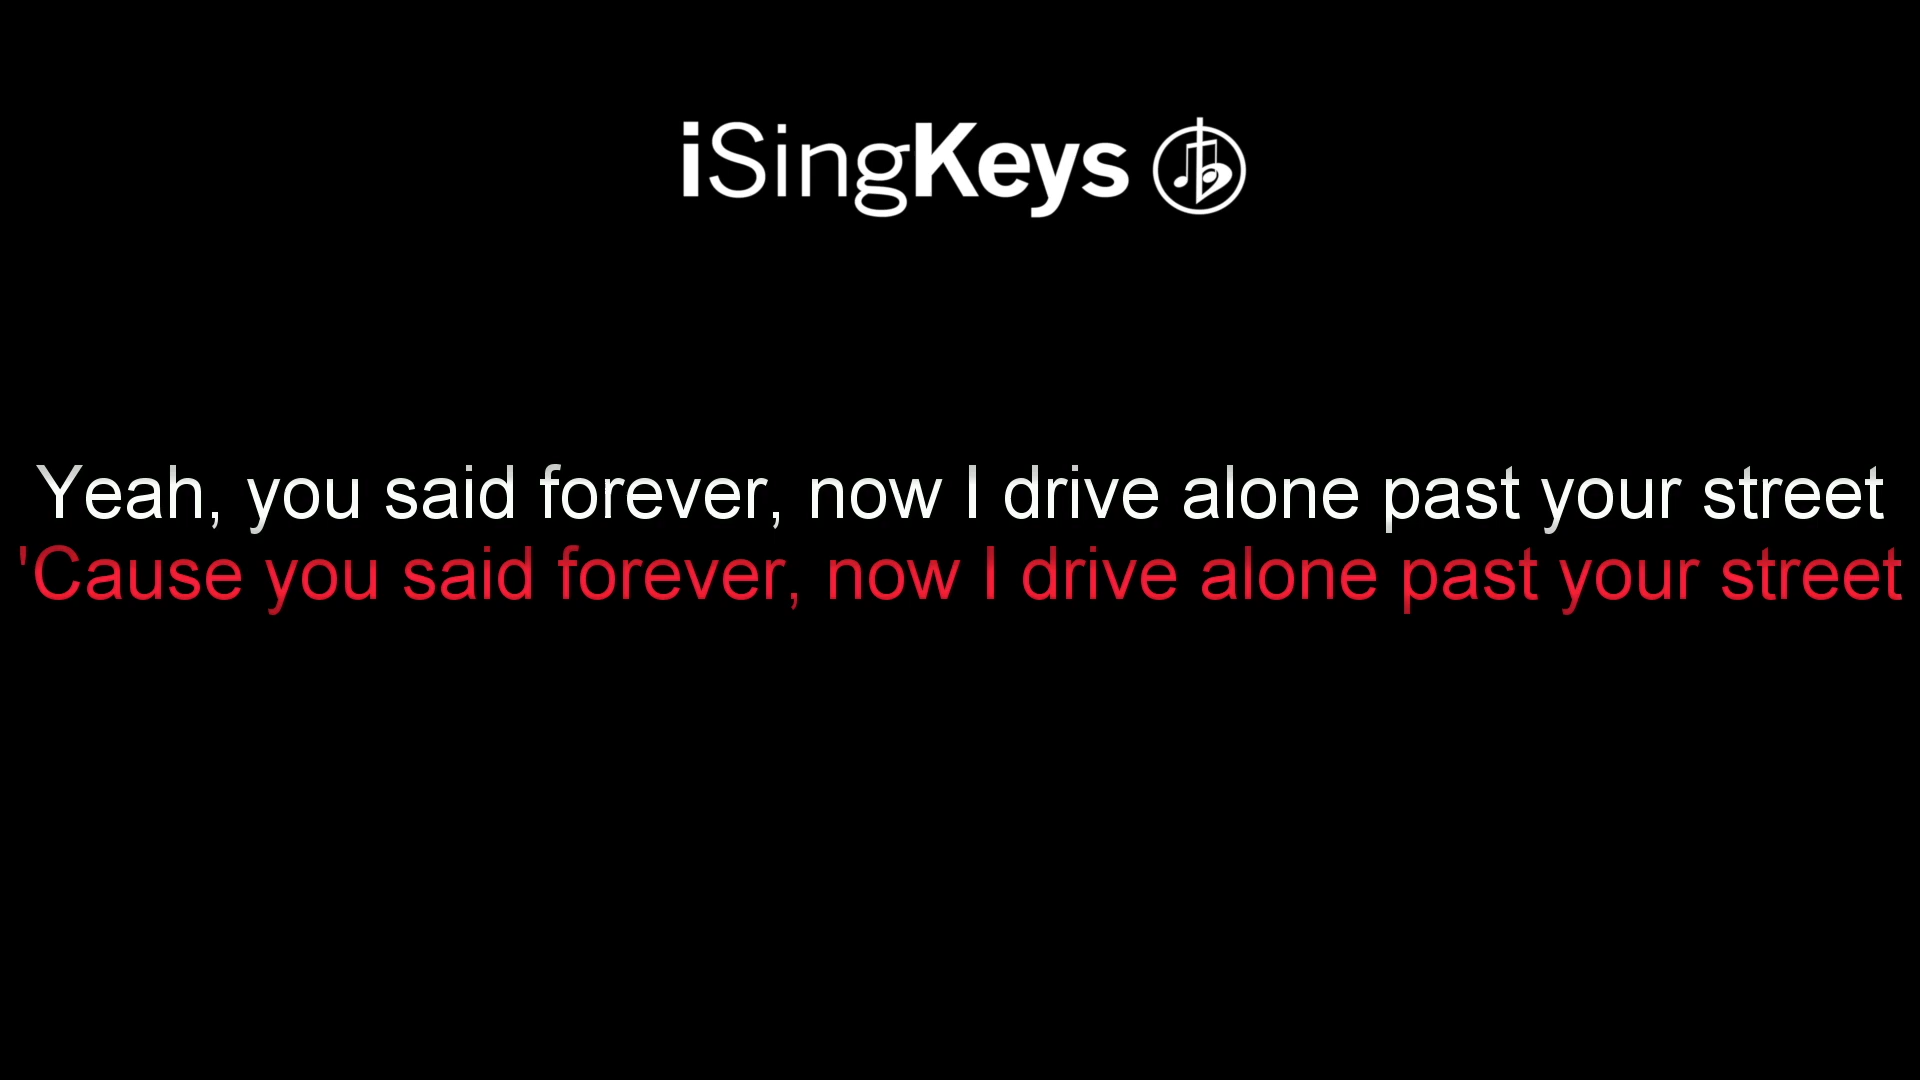 iSingKeys
Yeah, you said forever, now I drive alone past your street
'Cause you said forever, now I drive alone past your street